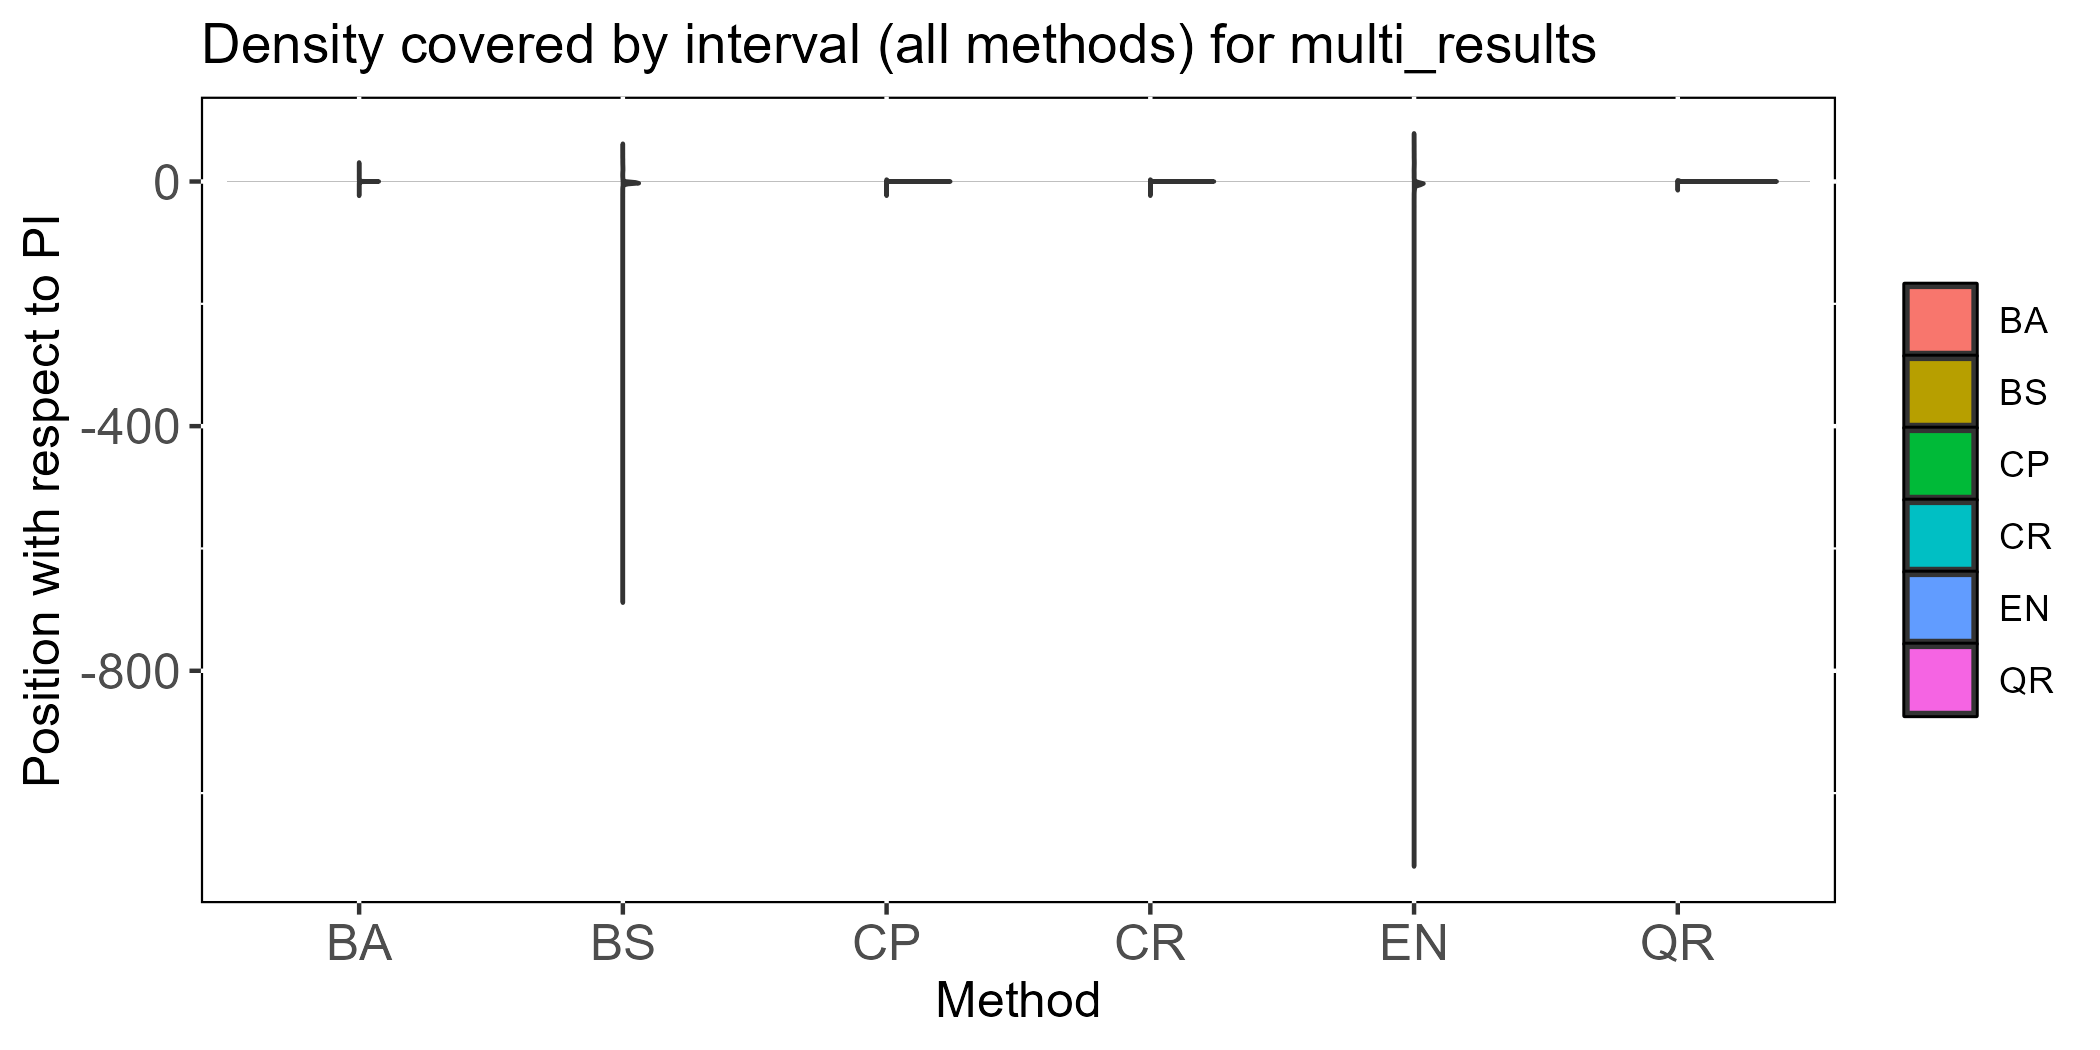 Density covered by interval (all methods) for multi_results
Position with respect to PI
0
-400
-800
BA
BS
CP
CR
EN
QR
Method
BA
BS
CP
CR
EN
QR